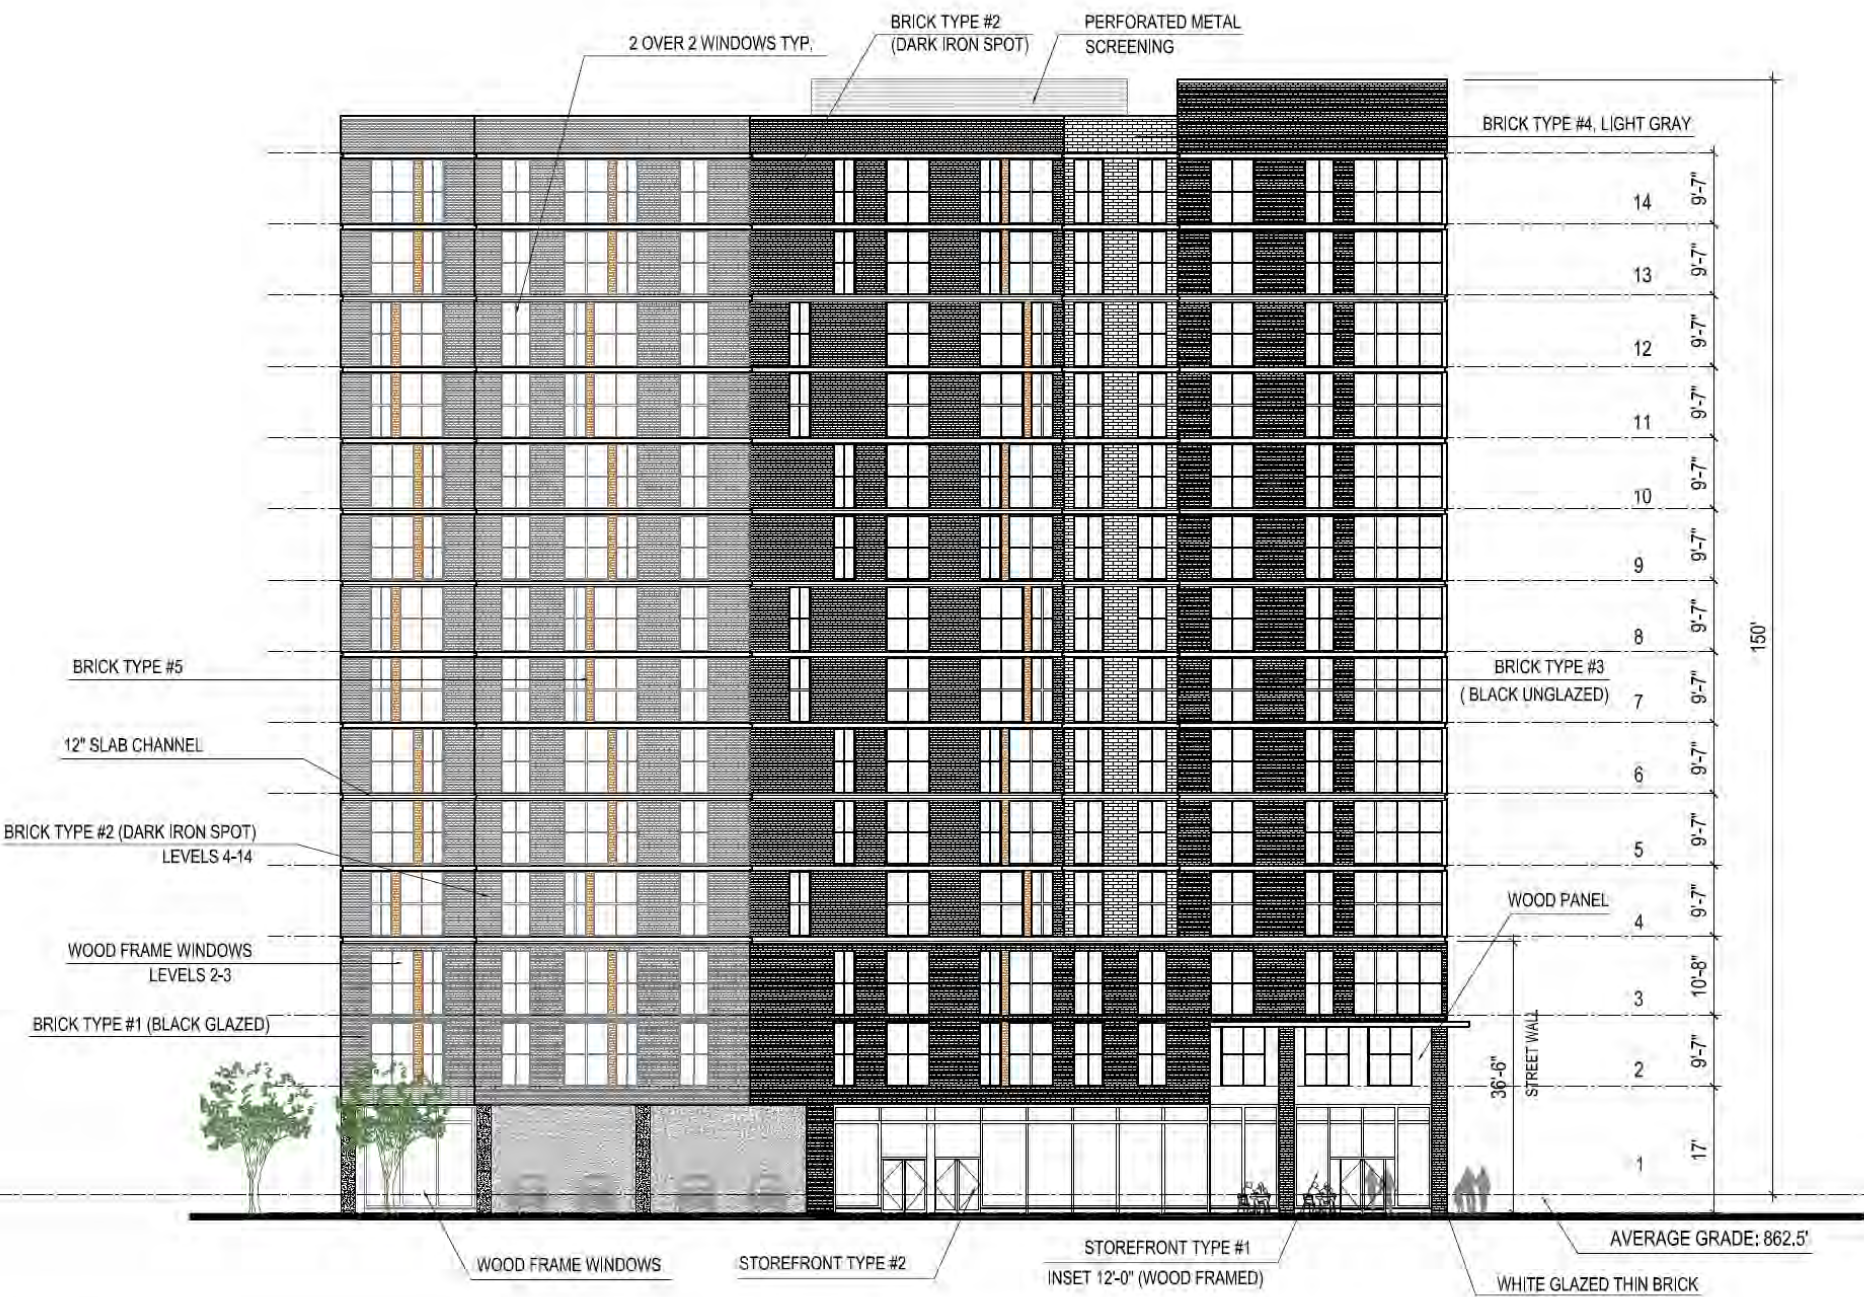 BRICK TYPE #2
(DARK IRON SPOT)
PERFORATED METAL
SCREENING
2 OVER 2 WINDOWS TYP.
BRICK TYPE #4, LIGHT GRAY
14
9'-7"
13
9'-7"
12
9'-7"
11
9'-7"
10
9'-7"
9
9'-7"
8
9'-7"
150'
BRICK TYPE #5
BRICK TYPE #3
( BLACK UNGLAZED)
7
9'-7"
12" SLAB CHANNEL
6
9'-7"
BRICK TYPE #2 (DARK IRON SPOT)
LEVELS 4-14
5
9'-7"
WOOD PANEL
4
9'-7"
WOOD FRAME WINDOWS
LEVELS 2-3
3
10'-8"
BRICK TYPE #1 (BLACK GLAZED)
36'-6"
STREET WALL
2
9'-7"
1
17'
AVERAGE GRADE: 862.5'
WOOD FRAME WINDOWS
STOREFRONT TYPE #2
STOREFRONT TYPE #1
INSET 12'-0" (WOOD FRAMED)
WHITE GLAZED THIN BRICK